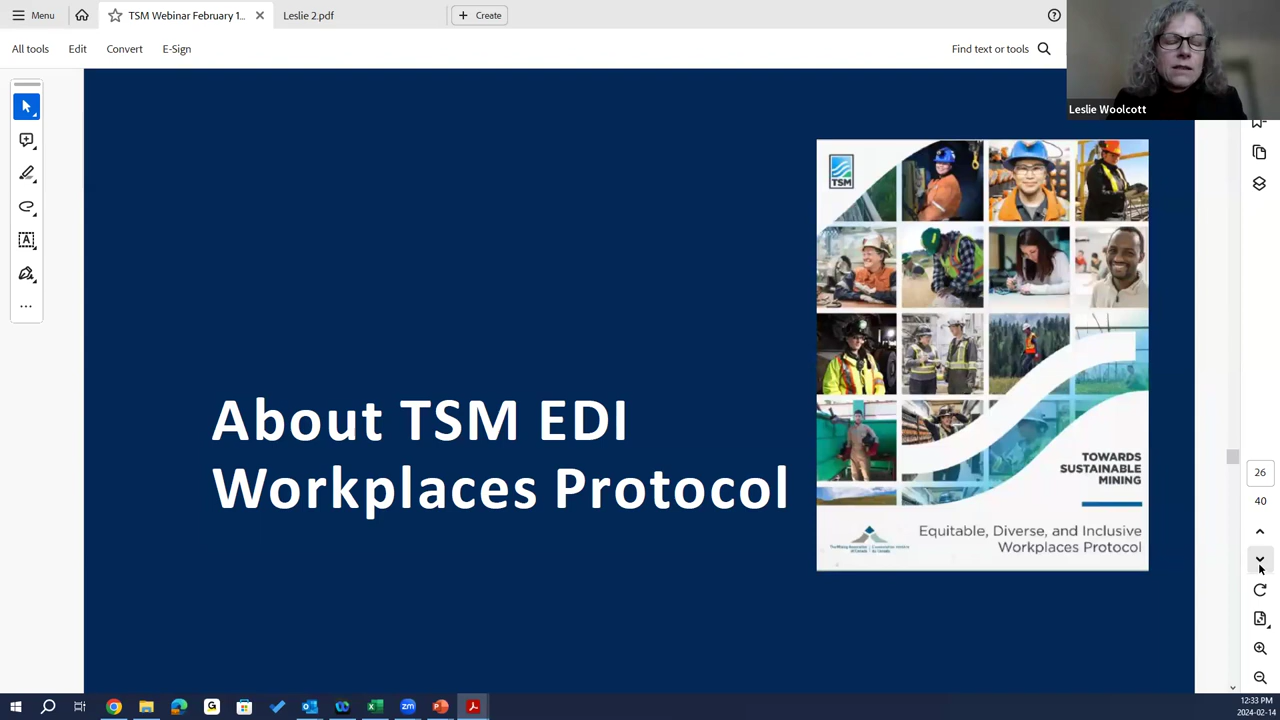 Menu
TSM Webinar February 1...
Leslie 2.pdf
Create
All tools
Edit
Convert
E-Sign
Find text or tools
Leslie Woolcott
TSM
About TSM EDI
Workplaces Protocol
TOWARDS
SUSTAINABLE
MINING
Equitable, Diverse, and Inclusive
Workplaces Protocol
26
40
12:33 PM
2024-02-14